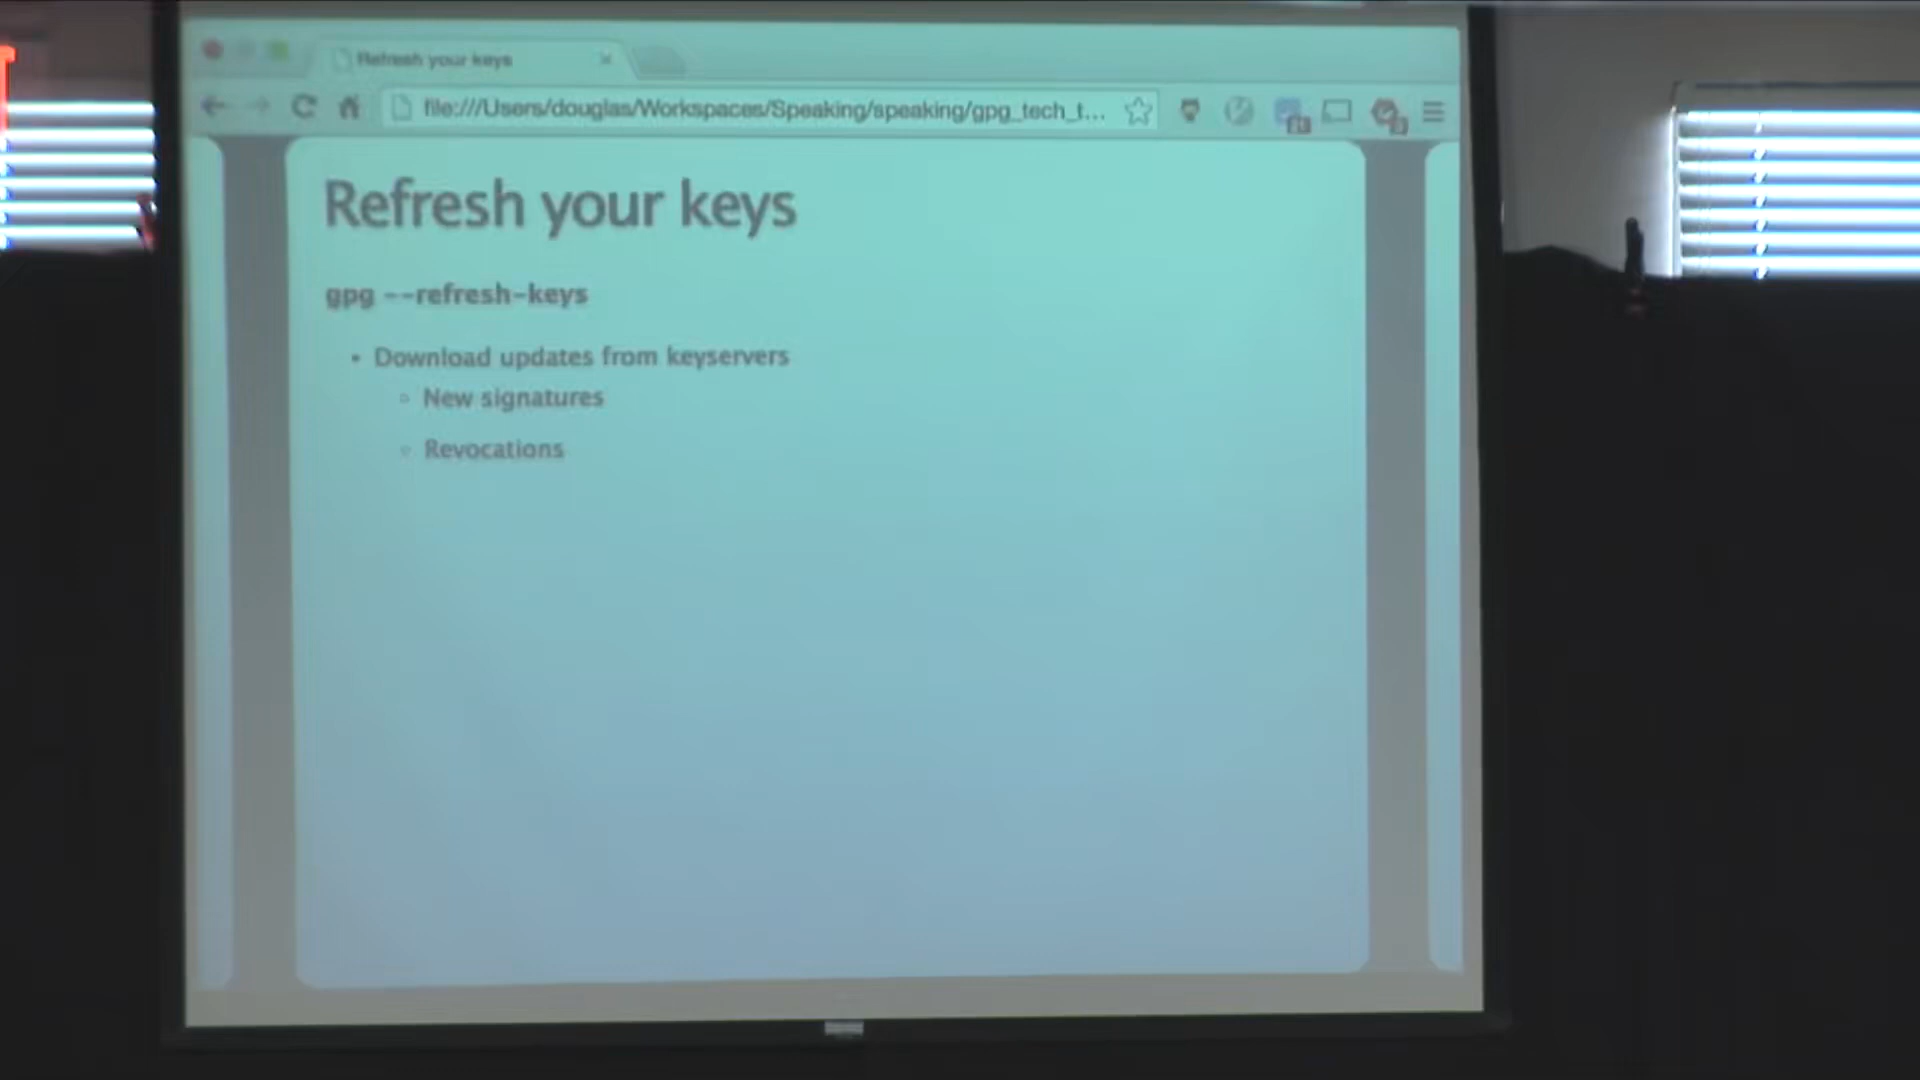 Refresh your keys
file:///Users/douglas/Workspaces/Speaking/speaking/gpg_tech_t...
Refresh your keys
gpg --refresh-keys
• Download updates from keyservers
◦ New signatures
◦ Revocations